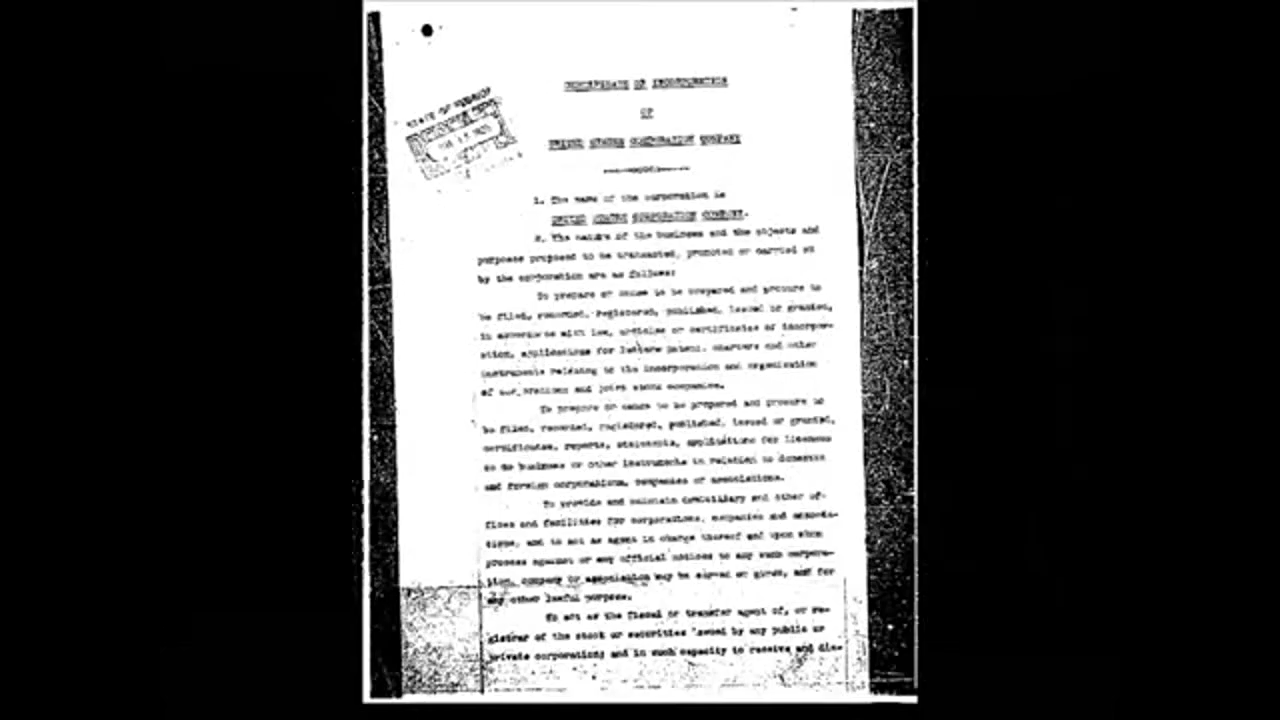 CERTIFICATE OF INCORPORATION
OF
UNITED STATES CORPORATION COMPANY
STATE OF
1. The name of the corporation is
UNITED STATES CORPORATION COMPANY.
2. The nature of the business and the objects and
purposes proposed to be transacted, promoted or carried on
by the corporation are as follows:
To prepare or cause to be prepared and procure to
be filed, recorded, registered, published, issued or granted,
in accordance with law, articles or certificates of incorpor-
ation, applications for letters patent, charters and other
instruments relating to the incorporation and organization
of corporations and joint stock companies.
To prepare or cause to be prepared and procure to
be filed, recorded, registered, published, issued or granted,
certificates, reports, statements, applications for licenses
to do business or other instruments in relation to domestic
and foreign corporations, companies or associations.
To provide and maintain domiciliary and other of-
fices and facilities for corporations, companies and associa-
tions, and to act as agent in charge thereof and upon whom
process against or any official notices to any such corpora-
tion, company or association may be served or given, and for
any other lawful purpose.
To act as the fiscal or transfer agent of, or re-
gistrar of the stock or securities issued by any public or
private corporation; and in such capacity to receive and dis-